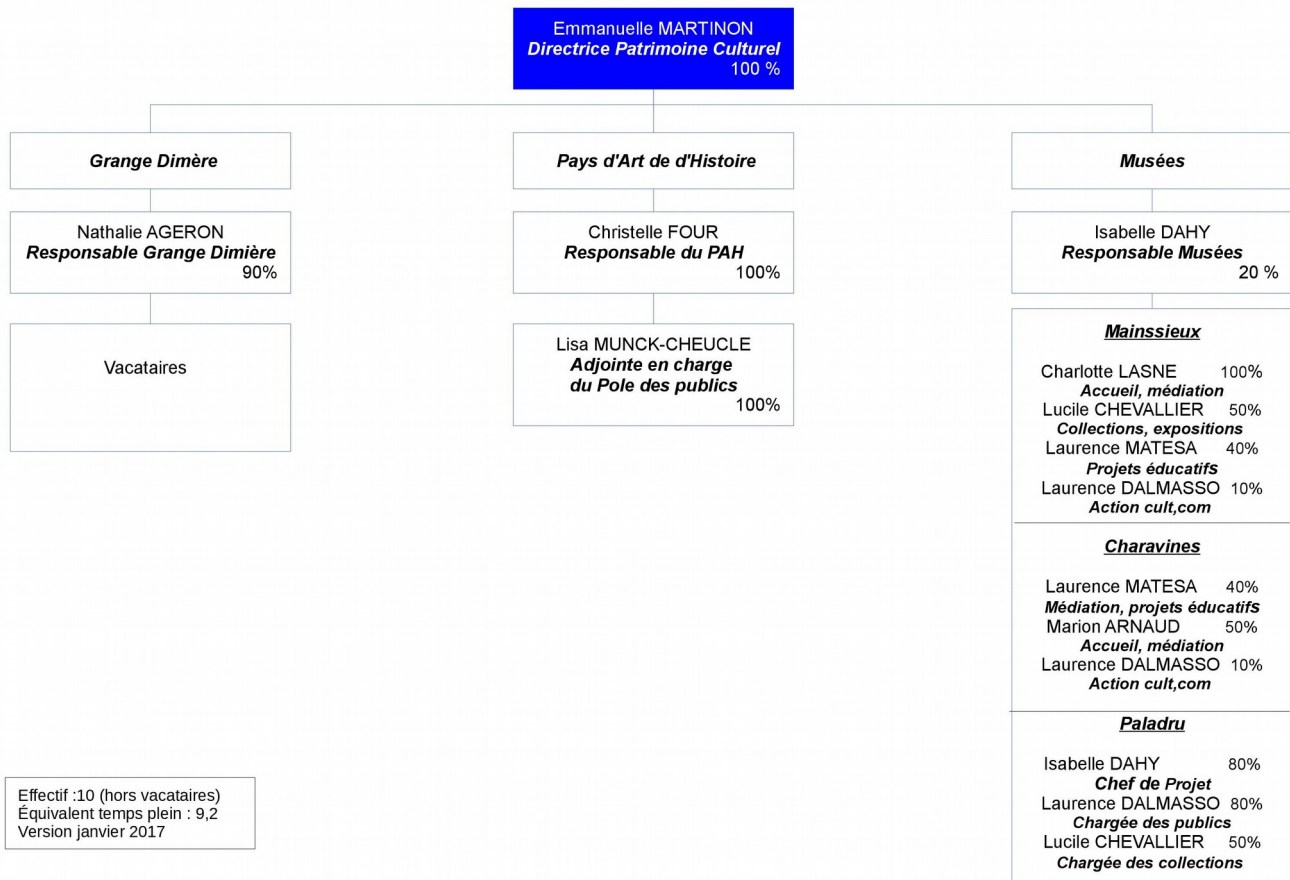 Emmanuelle MARTINON
Directrice Patrimoine Culturel
100 %
Grange Dimère
Nathalie AGERON
Responsable Grange Dimière
90%
Vacataires
Pays d'Art de d'Histoire
Christelle FOUR
Responsable du PAH
100%
Lisa MUNCK-CHEUCLE
Adjointe en charge
du Pole des publics
100%
Musées
Isabelle DAHY
Responsable Musées
20 %
Mainssieux
Charlotte LASNE 100%
Accueil, médiation
Lucile CHEVALLIER 50%
Collections, expositions
Laurence MATESA 40%
Projets éducatifs
Laurence DALMASSO 10%
Action cult,com
Charavines
Laurence MATESA 40%
Médiation, projets éducatifs
Marion ARNAUD 50%
Accueil, médiation
Laurence DALMASSO 10%
Action cult,com
Paladru
Isabelle DAHY 80%
Chef de Projet
Laurence DALMASSO 80%
Chargée des publics
Lucile CHEVALLIER 50%
Chargée des collections
Effectif :10 (hors vacataires)
Équivalent temps plein : 9,2
Version janvier 2017